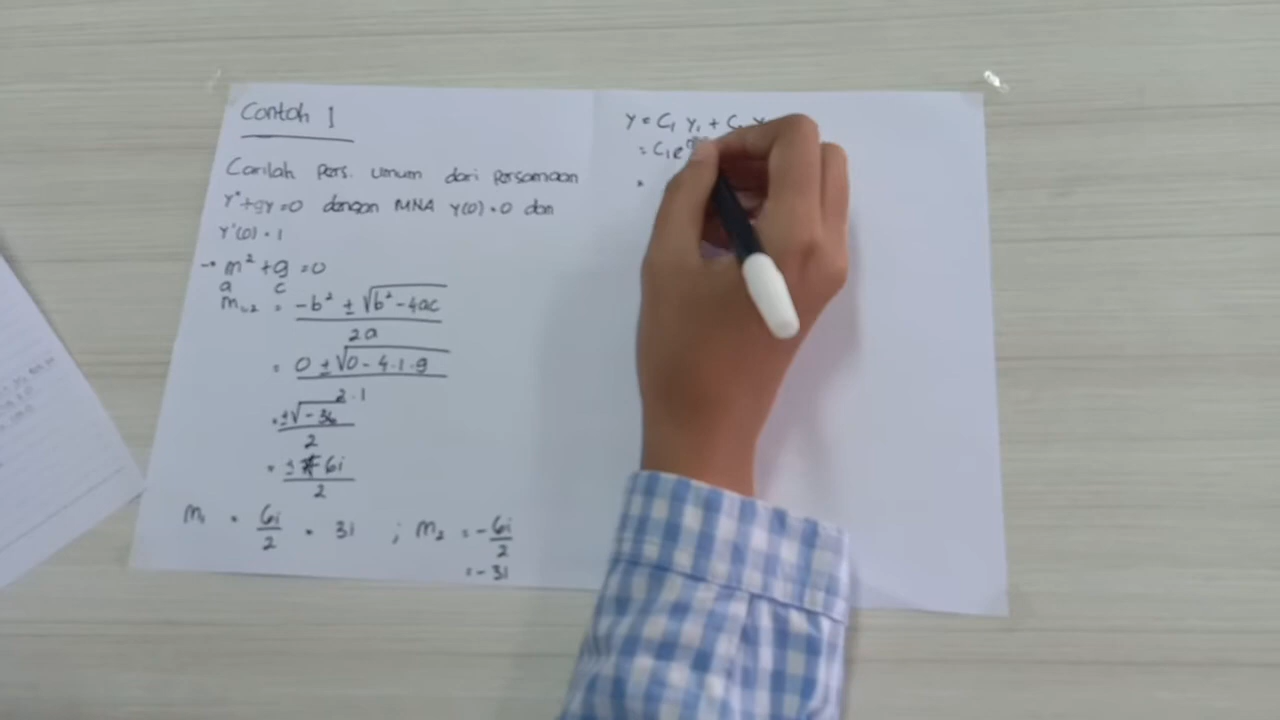 Contoh 1
Carilah pers. umum dari Persamaan
y"+9y=0 dengan MNA y(0)=0 dan
y'(0)=1
→ m² + 9 = 0
a c
m₁,₂ = -b² ± √b² - 4ac
2a
= 0 ± √0 - 4.1.9
2.1
= ±√-36
2
= ± 6i
2
m₁ = 6i/2 = 3i ; m₂ = -6i/2
= -3i
y = C₁ y₁ + C₂ y
= C₁e
=